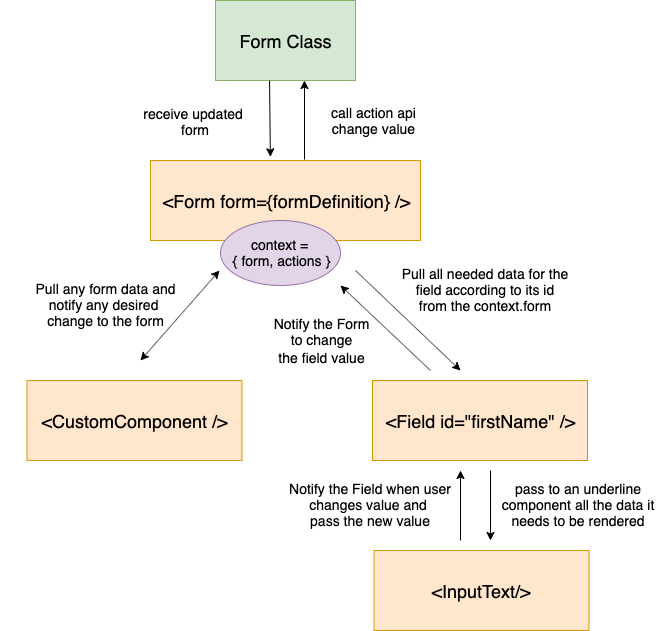 Form Class
receive updated
form
call action api
change value
<Form form={formDefinition} />
context =
{ form, actions }
Pull any form data and
notify any desired
change to the form
Pull all needed data for the
field according to its id
from the context.form
Notify the Form
to change
the field value
<CustomComponent />
<Field id="firstName" />
Notify the Field when user
changes value and
pass the new value
pass to an underline
component all the data it
needs to be rendered
<InputText/>